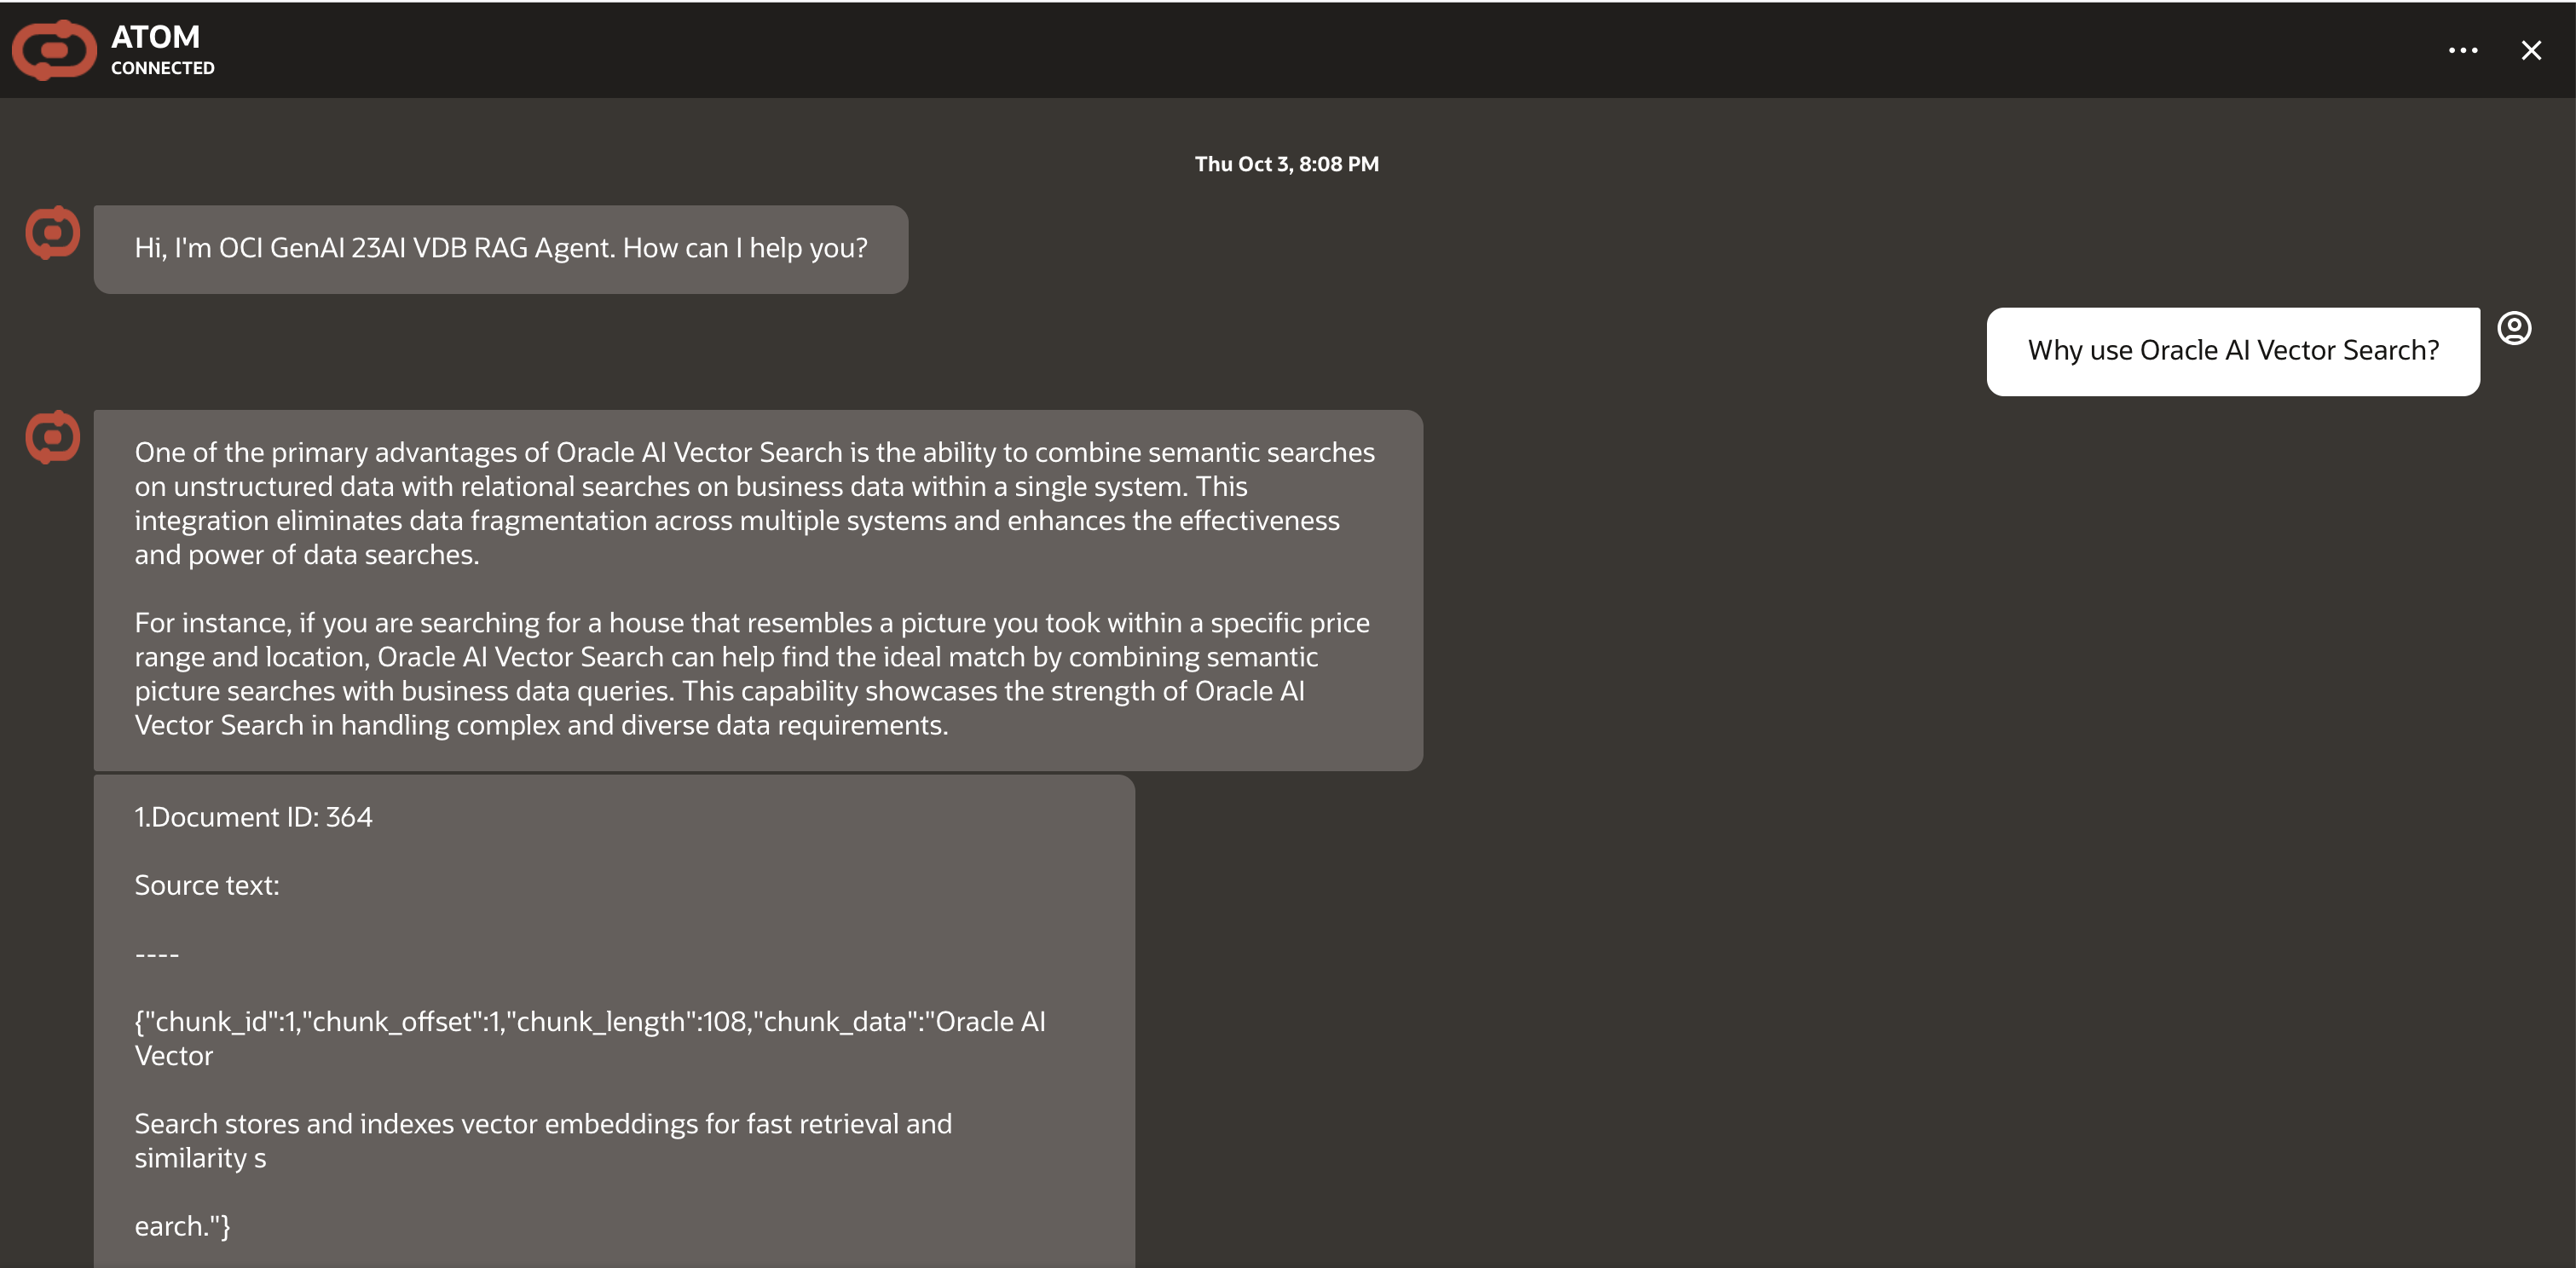 ATOM
CONNECTED
Thu Oct 3, 8:08 PM
Hi, I'm OCI GenAI 23AI VDB RAG Agent. How can I help you?
Why use Oracle AI Vector Search?
One of the primary advantages of Oracle AI Vector Search is the ability to combine semantic searches
on unstructured data with relational searches on business data within a single system. This
integration eliminates data fragmentation across multiple systems and enhances the effectiveness
and power of data searches.
For instance, if you are searching for a house that resembles a picture you took within a specific price
range and location, Oracle AI Vector Search can help find the ideal match by combining semantic
picture searches with business data queries. This capability showcases the strength of Oracle AI
Vector Search in handling complex and diverse data requirements.
1.Document ID: 364
Source text:
----
{"chunk_id":1,"chunk_offset":1,"chunk_length":108,"chunk_data":"Oracle AI
Vector
Search stores and indexes vector embeddings for fast retrieval and
similarity s
earch."}